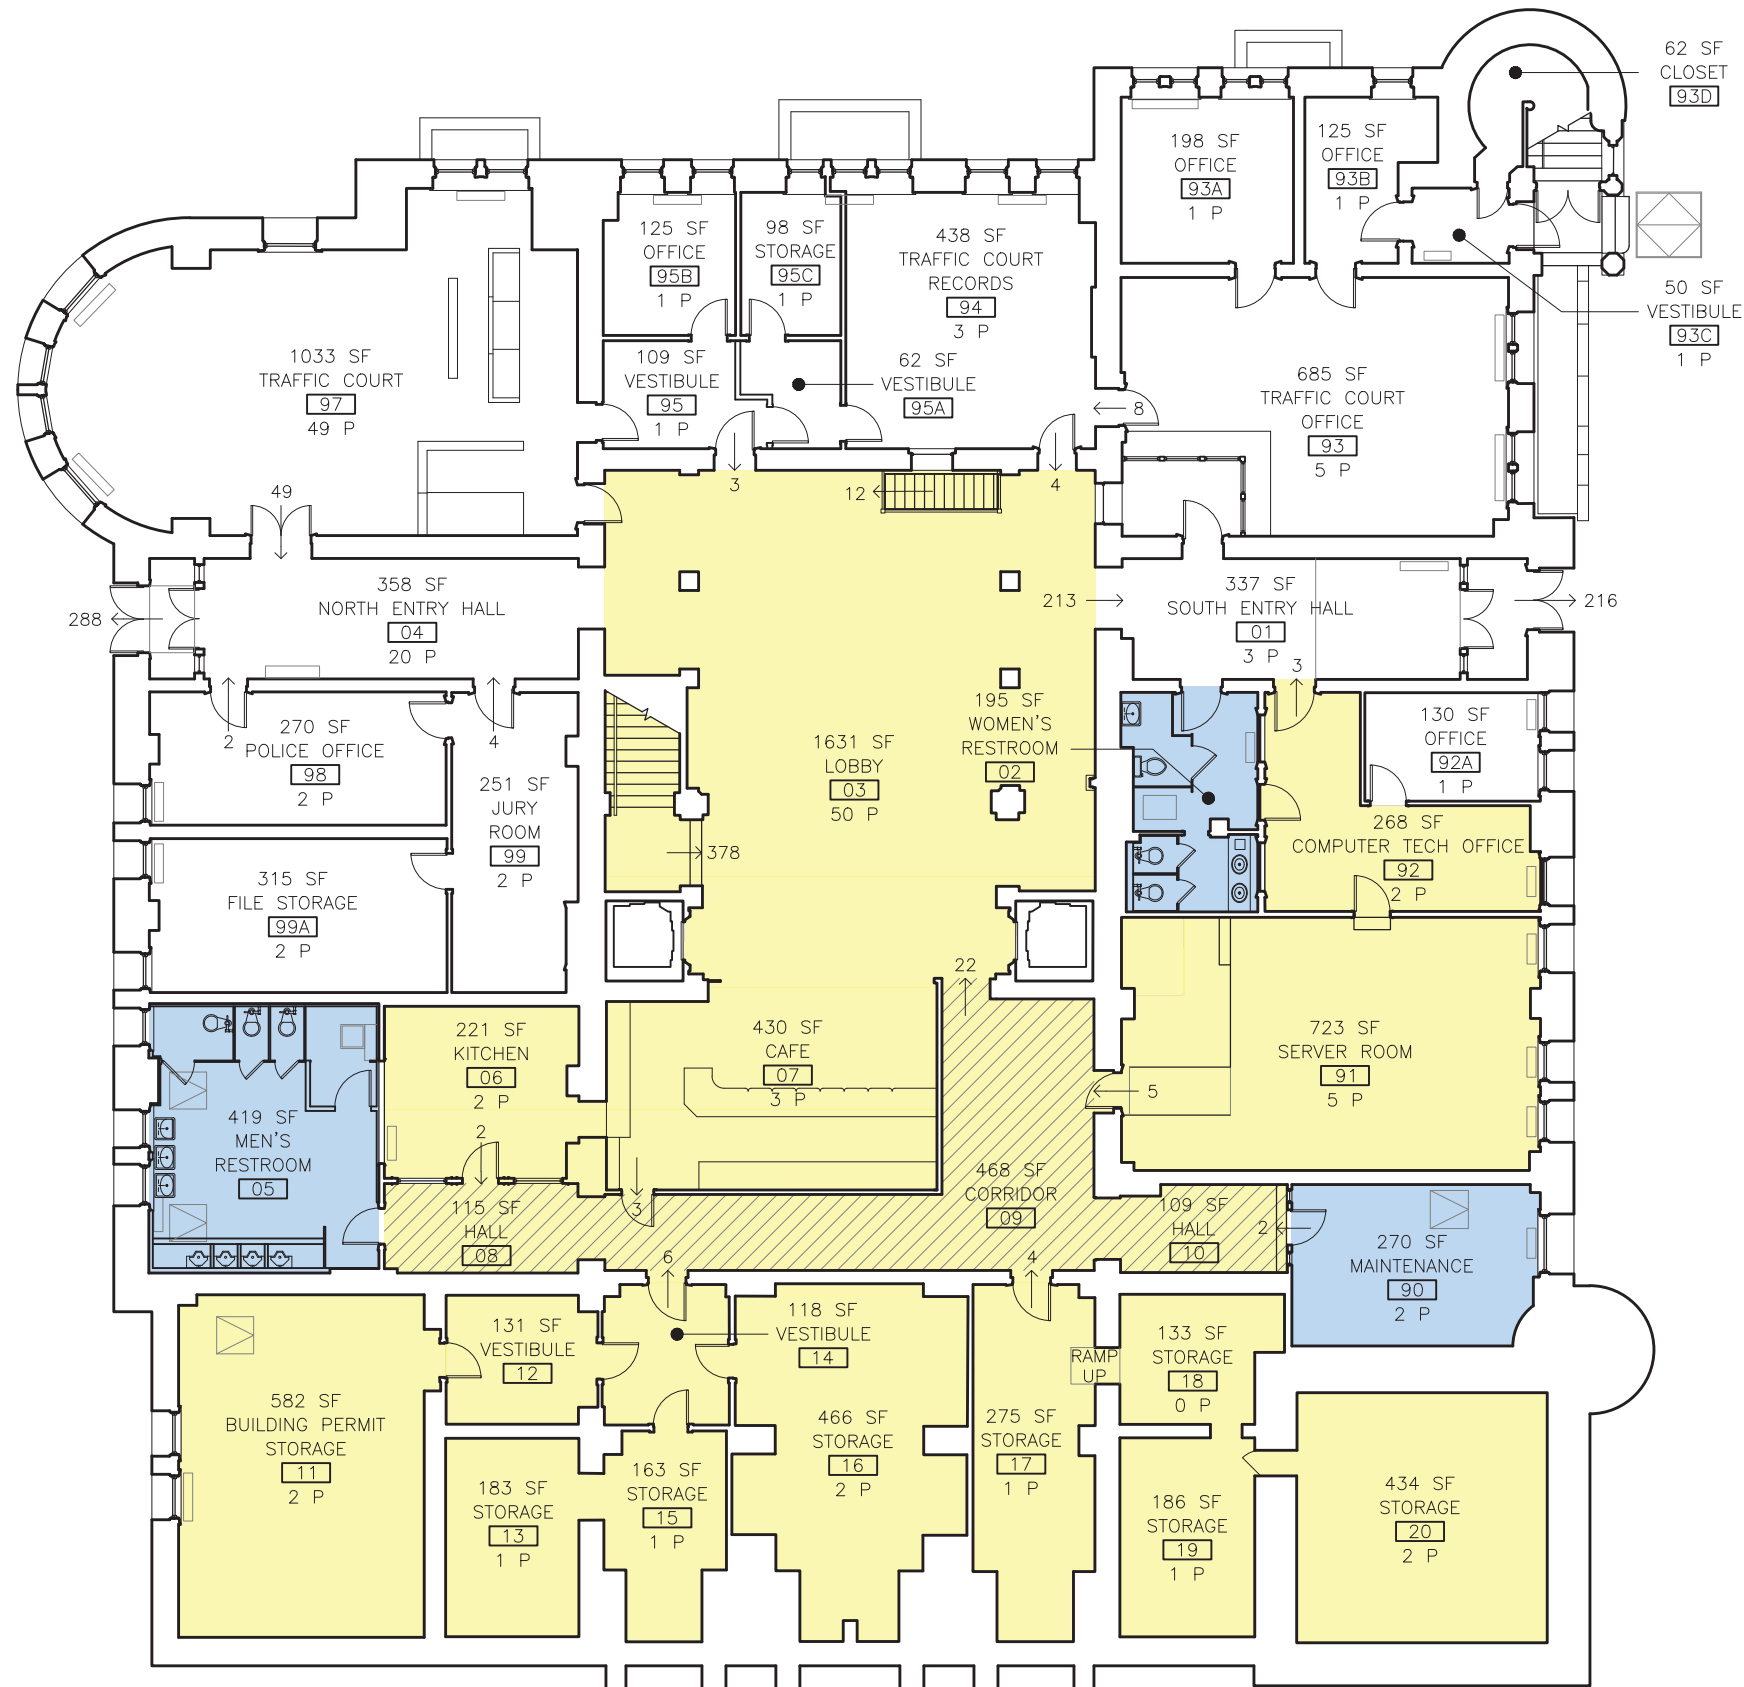 62 SF
CLOSET
93D
198 SF
OFFICE
93A
1 P
125 SF
OFFICE
93B
1 P
125 SF
OFFICE
95B
1 P
98 SF
STORAGE
95C
1 P
438 SF
TRAFFIC COURT
RECORDS
94
3 P
50 SF
VESTIBULE
93C
1 P
1033 SF
TRAFFIC COURT
97
49 P
109 SF
VESTIBULE
95
1 P
62 SF
VESTIBULE
95A
685 SF
TRAFFIC COURT
OFFICE
93
5 P
8
49
3
12
4
358 SF
NORTH ENTRY HALL
04
20 P
288
213
337 SF
SOUTH ENTRY HALL
01
3 P
216
3
2
4
270 SF
POLICE OFFICE
98
2 P
251 SF
JURY
ROOM
99
2 P
1631 SF
LOBBY
03
50 P
195 SF
WOMEN'S
RESTROOM
02
130 SF
OFFICE
92A
1 P
378
268 SF
COMPUTER TECH OFFICE
92
2 P
315 SF
FILE STORAGE
99A
2 P
22
221 SF
KITCHEN
06
2 P
2
430 SF
CAFE
07
3 P
723 SF
SERVER ROOM
91
5 P
5
419 SF
MEN'S
RESTROOM
05
115 SF
HALL
08
3
468 SF
CORRIDOR
09
109 SF
HALL
10
2
270 SF
MAINTENANCE
90
2 P
6
4
131 SF
VESTIBULE
12
118 SF
VESTIBULE
14
RAMP
UP
133 SF
STORAGE
18
0 P
582 SF
BUILDING PERMIT
STORAGE
11
2 P
183 SF
STORAGE
13
1 P
163 SF
STORAGE
15
1 P
466 SF
STORAGE
16
2 P
275 SF
STORAGE
17
1 P
186 SF
STORAGE
19
1 P
434 SF
STORAGE
20
2 P